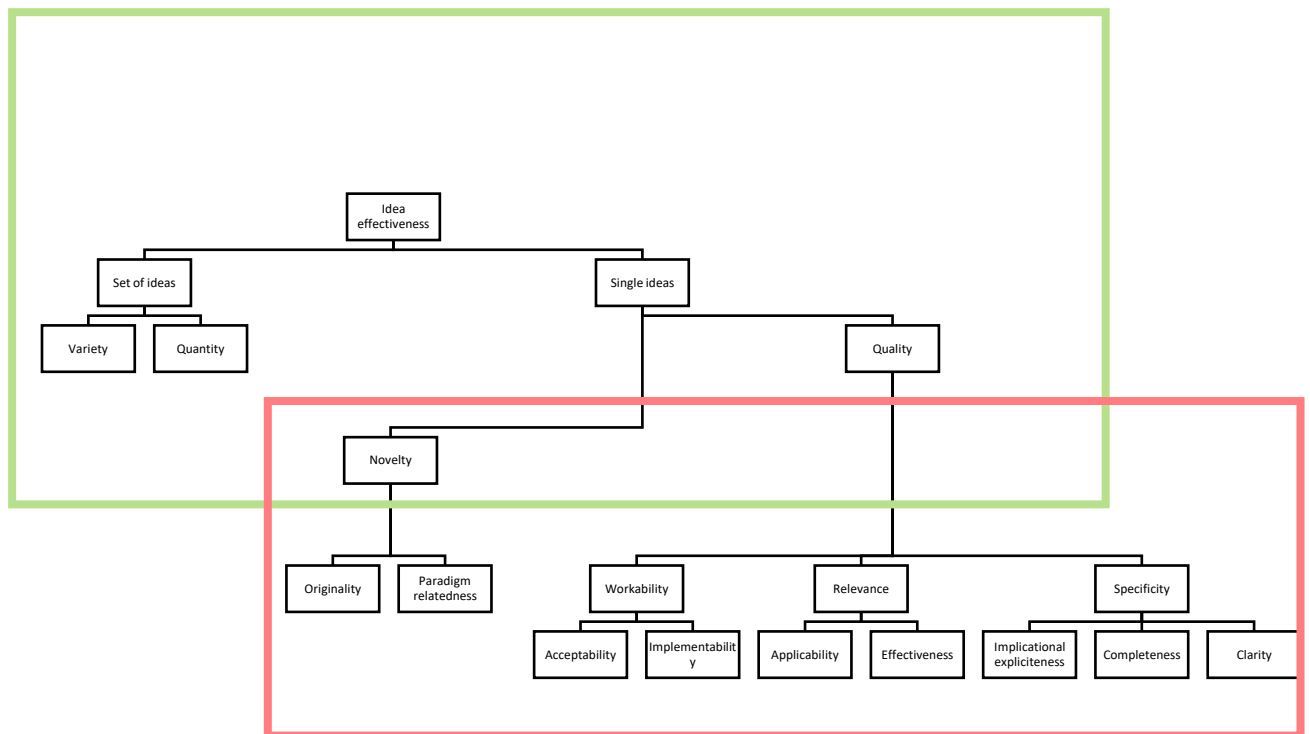 Idea
effectiveness
Set of ideas
Single ideas
Variety
Quantity
Quality
Novelty
Originality
Paradigm
relatedness
Workability
Relevance
Specificity
Acceptability
Implementabilit
y
Applicability
Effectiveness
Implicational
expliciteness
Completeness
Clarity